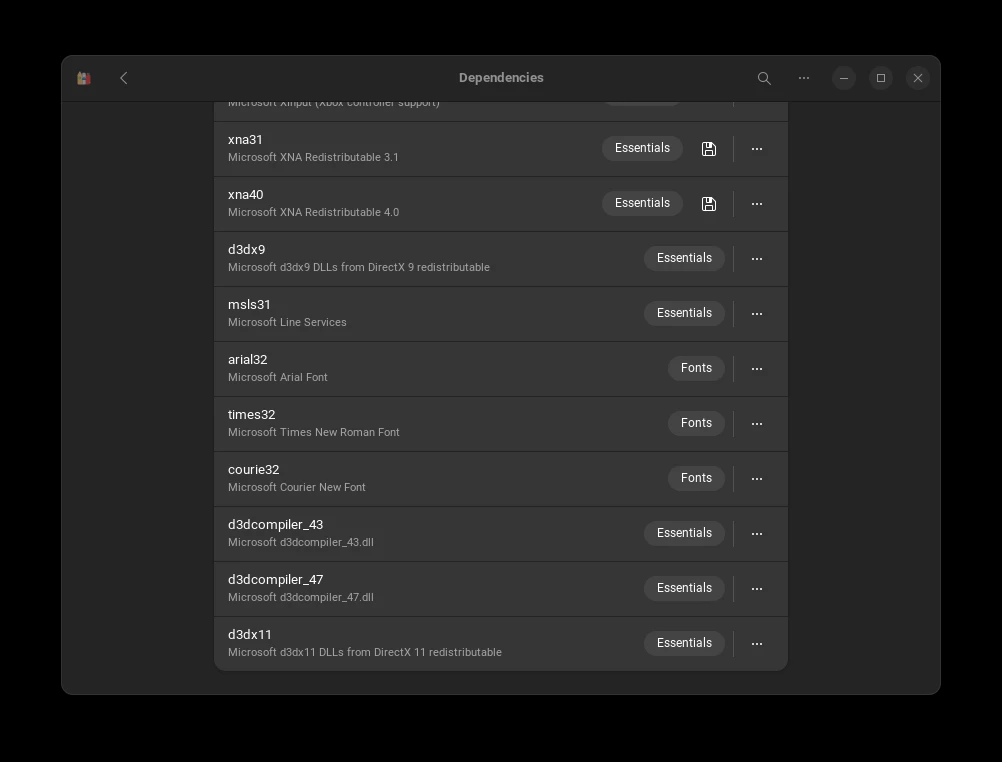 Dependencies
Microsoft Xinput (Xbox controller support)
xna31
Microsoft XNA Redistributable 3.1
Essentials
xna40
Microsoft XNA Redistributable 4.0
Essentials
d3dx9
Microsoft d3dx9 DLLs from DirectX 9 redistributable
Essentials
msls31
Microsoft Line Services
Essentials
arial32
Microsoft Arial Font
Fonts
times32
Microsoft Times New Roman Font
Fonts
courie32
Microsoft Courier New Font
Fonts
d3dcompiler_43
Microsoft d3dcompiler_43.dll
Essentials
d3dcompiler_47
Microsoft d3dcompiler_47.dll
Essentials
d3dx11
Microsoft d3dx11 DLLs from DirectX 11 redistributable
Essentials